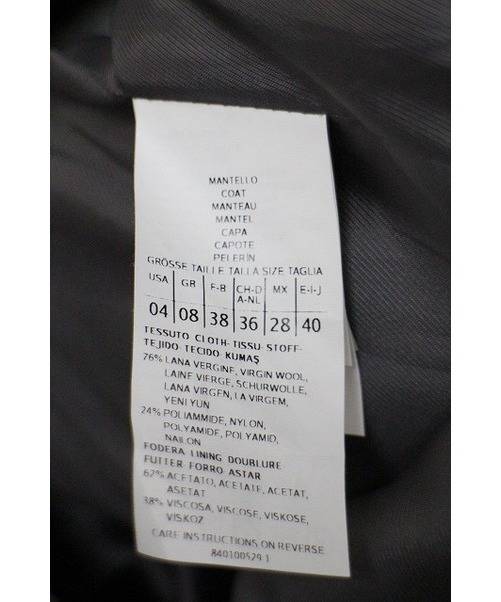 MANTELLO
COAT
MANTEAU
MANTEL
CAPA
CAPOTE
PELERİN
GRÖSSE TAILLE TALLA SIZE TAGLIA
USA GB F-B CH-D A-NL MX E-I-J
04 08 38 36 28 40
TESSUTO CLOTH-TISSU-STOFF-
TEJIDO-TECIDO-KUMAŞ
76% LANA VERGINE, VIRGIN WOOL,
LAINE VIERGE, SCHURWOLLE,
LANA VIRGEN, LA VIRGEM,
YENI YUN
24% POLIAMMIDE, NYLON,
POLYAMIDE, POLYAMID,
NAILON
FODERA LINING DOUBLURE
FUTTER FORRO ASTAR
62% ACETATO, ACETATE, ACETAT,
ASETAT
38% VISCOSA, VISCOSE, VISKOSE,
VISKOZ
CARE INSTRUCTIONS ON REVERSE
840100529 1